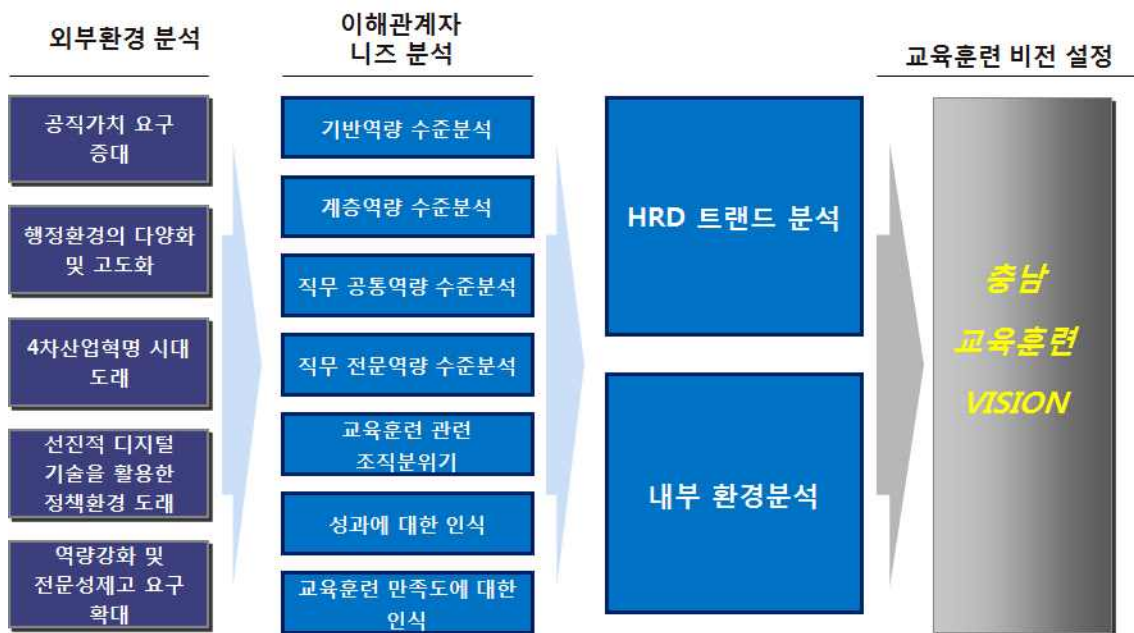 외부환경 분석
공직가치 요구
증대
행정환경의 다양화
및 고도화
4차산업혁명 시대
도래
선진적 디지털
기술을 활용한
정책환경 도래
역량강화 및
전문성제고 요구
확대
이해관계자
니즈 분석
기반역량 수준분석
계층역량 수준분석
직무 공통역량 수준분석
직무 전문역량 수준분석
교육훈련 관련
조직분위기
성과에 대한 인식
교육훈련 만족도에 대한
인식
HRD 트랜드 분석
내부 환경분석
교육훈련 비전 설정
충남
교육훈련
VISION